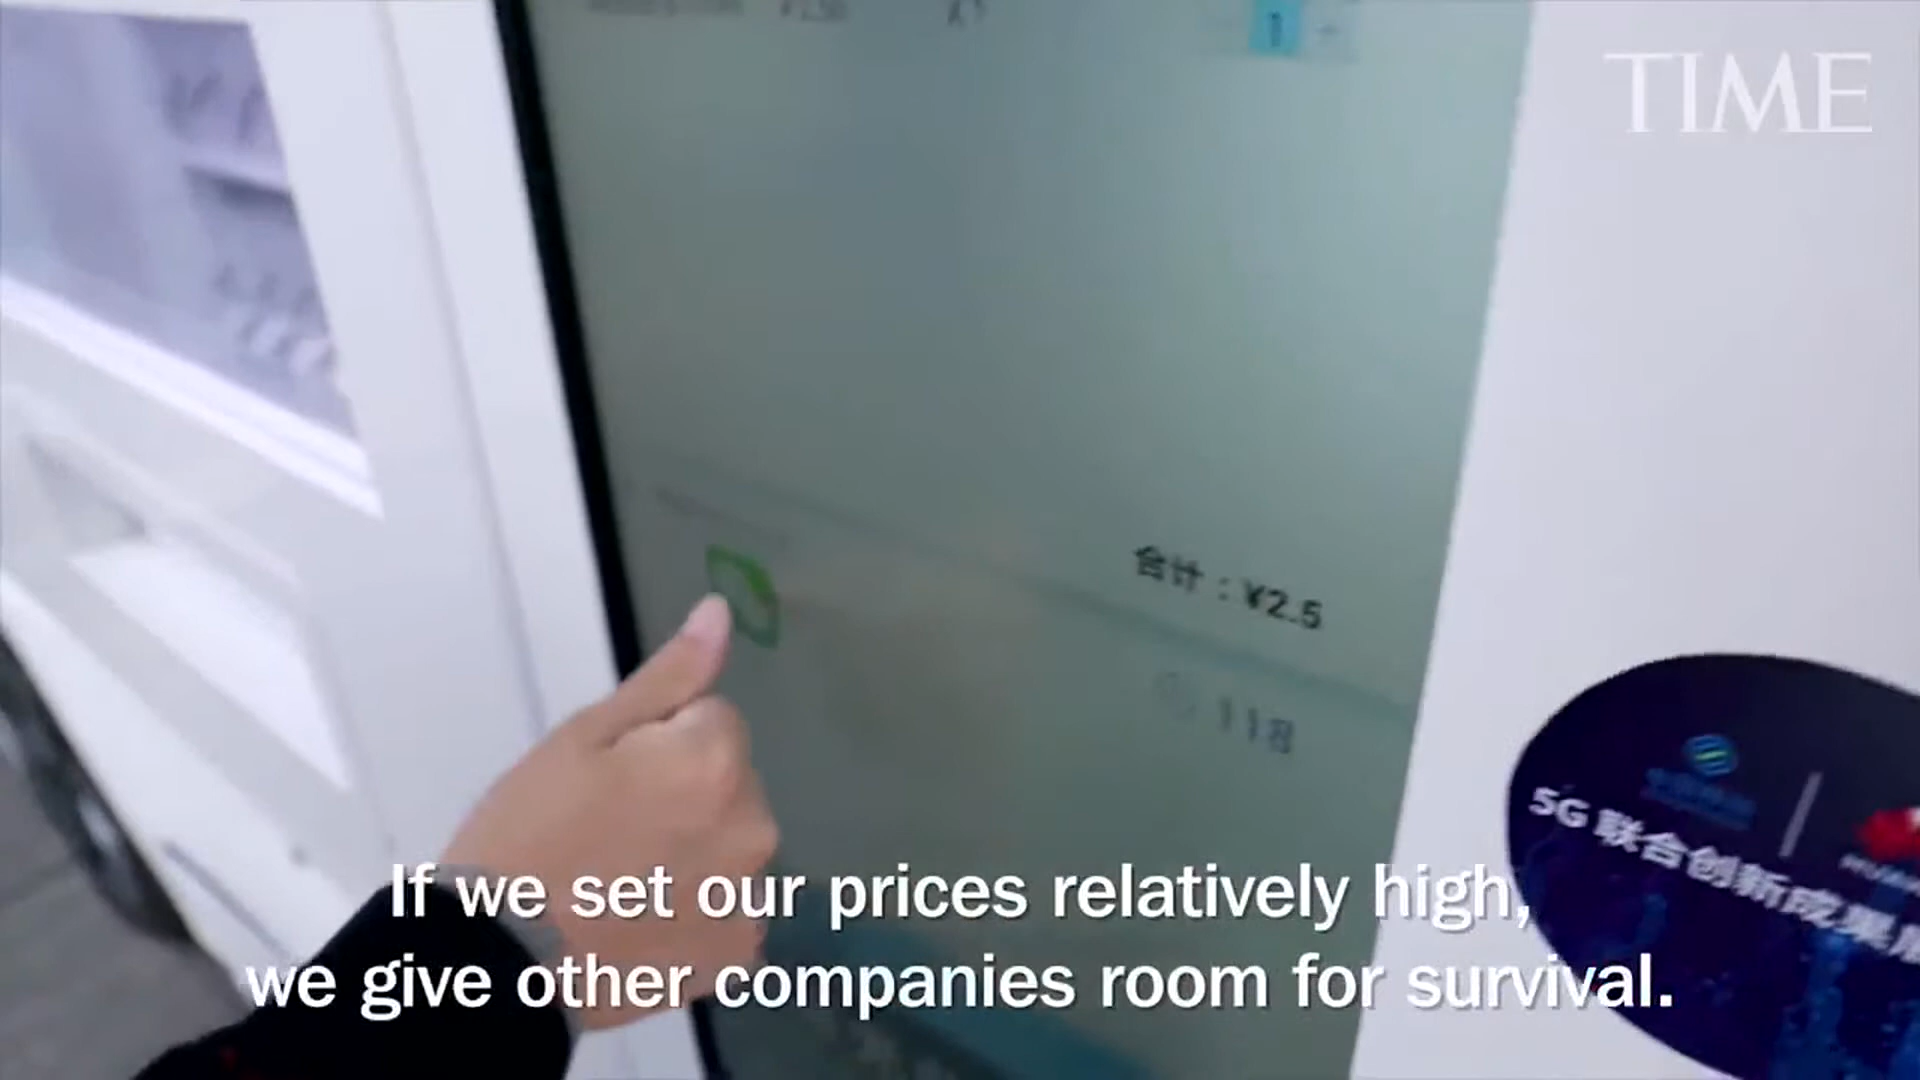 TIME
合计：¥2.5
118
5G 联合创新成果
If we set our prices relatively high,
we give other companies room for survival.